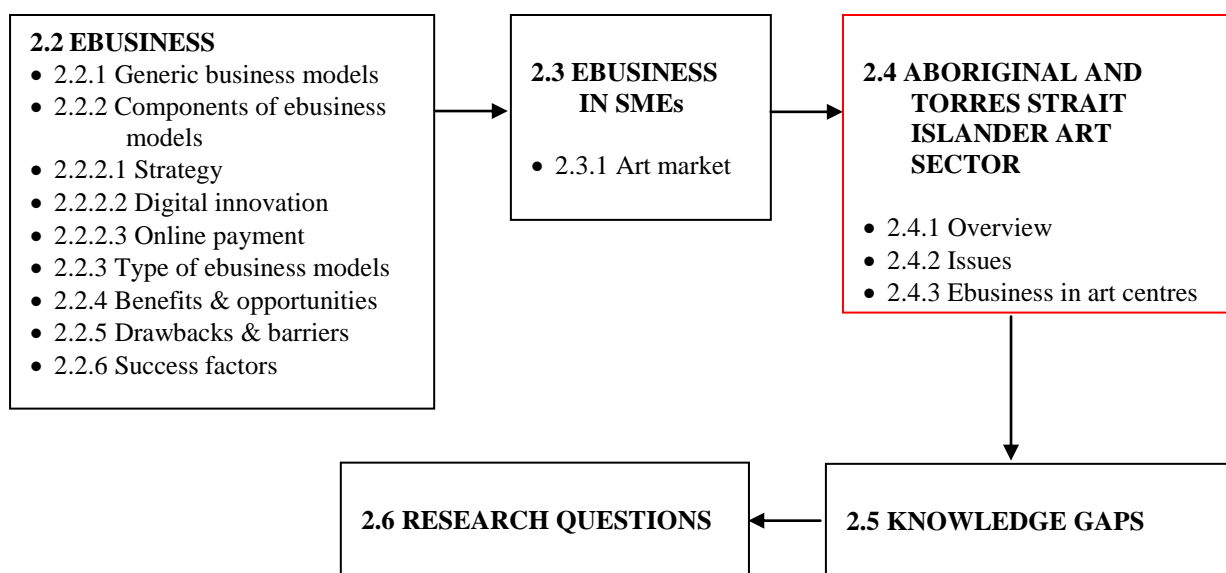 2.2 EBUSINESS
• 2.2.1 Generic business models
• 2.2.2 Components of ebusiness
models
• 2.2.2.1 Strategy
• 2.2.2.2 Digital innovation
• 2.2.2.3 Online payment
• 2.2.3 Type of ebusiness models
• 2.2.4 Benefits & opportunities
• 2.2.5 Drawbacks & barriers
• 2.2.6 Success factors
2.3 EBUSINESS
IN SMEs
• 2.3.1 Art market
2.4 ABORIGINAL AND
TORRES STRAIT
ISLANDER ART
SECTOR
• 2.4.1 Overview
• 2.4.2 Issues
• 2.4.3 Ebusiness in art centres
2.5 KNOWLEDGE GAPS
2.6 RESEARCH QUESTIONS